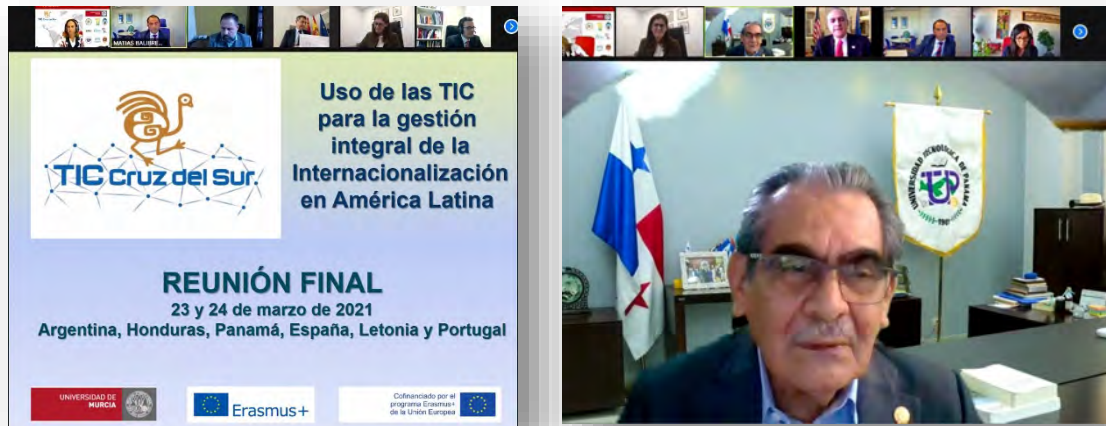 MATIAS BALIBRE...
TIC Cruz del Sur.
Uso de las TIC
para la gestión
integral de la
Internacionalización
en América Latina
REUNIÓN FINAL
23 y 24 de marzo de 2021
Argentina, Honduras, Panamá, España, Letonia y Portugal
UNIVERSIDAD DE
MURCIA
Erasmus+
Cofinanciado por el
programa Erasmus+
de la Unión Europea
UNIVERSIDAD TECNOLÓGICA DE PANAMÁ